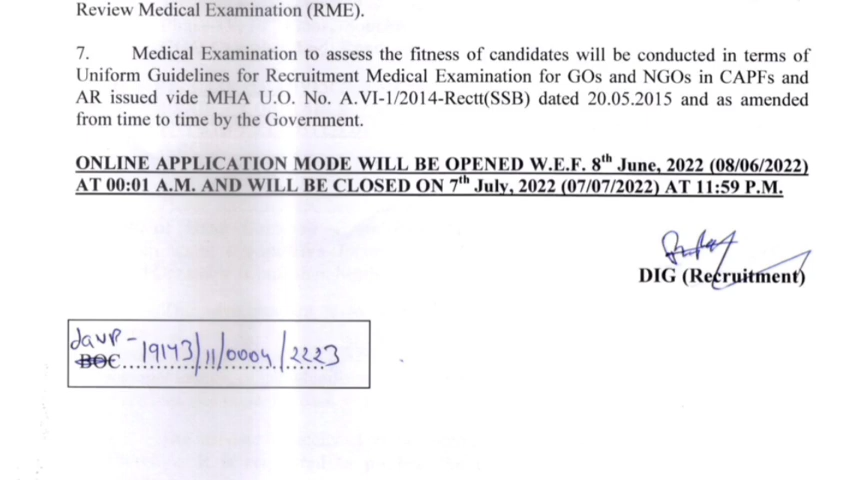 Review Medical Examination (RME).
7. Medical Examination to assess the fitness of candidates will be conducted in terms of
Uniform Guidelines for Recruitment Medical Examination for GOs and NGOs in CAPFs and
AR issued vide MHA U.O. No. A.VI-1/2014-Rectt(SSB) dated 20.05.2015 and as amended
from time to time by the Government.
ONLINE APPLICATION MODE WILL BE OPENED W.E.F. 8th June, 2022 (08/06/2022)
AT 00:01 A.M. AND WILL BE CLOSED ON 7th July, 2022 (07/07/2022) AT 11:59 P.M.
DIG (Recruitment)
davp -
BOC..19143/11/0004/2223